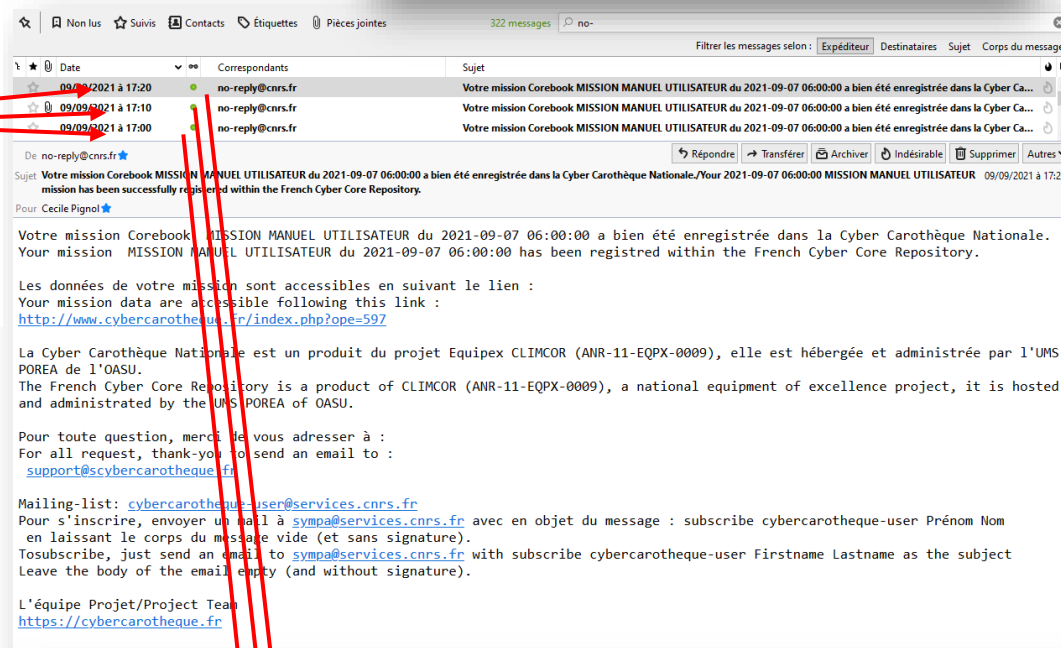 Non lus Suivis Contacts Étiquettes Pièces jointes 322 messages no-
Filtrer les messages selon : Expéditeur Destinataires Sujet Corps du message
Date Correspondants Sujet
09/09/2021 à 17:20 no-reply@cnrs.fr Votre mission Corebook MISSION MANUEL UTILISATEUR du 2021-09-07 06:00:00 a bien été enregistrée dans la Cyber Ca...
09/09/2021 à 17:10 no-reply@cnrs.fr Votre mission Corebook MISSION MANUEL UTILISATEUR du 2021-09-07 06:00:00 a bien été enregistrée dans la Cyber Ca...
09/09/2021 à 17:00 no-reply@cnrs.fr Votre mission Corebook MISSION MANUEL UTILISATEUR du 2021-09-07 06:00:00 a bien été enregistrée dans la Cyber Ca...
De no-reply@cnrs.fr Répondre Transférer Archiver Indésirable Supprimer Autres
Sujet Votre mission Corebook MISSION MANUEL UTILISATEUR du 2021-09-07 06:00:00 a bien été enregistrée dans la Cyber Carothèque Nationale./Your 2021-09-07 06:00:00 MISSION MANUEL UTILISATEUR 09/09/2021 à 17:2
mission has been successfully registered within the French Cyber Core Repository.
Pour Cecile Pignol
Votre mission Corebook MISSION MANUEL UTILISATEUR du 2021-09-07 06:00:00 a bien été enregistrée dans la Cyber Carothèque Nationale.
Your mission MISSION MANUEL UTILISATEUR du 2021-09-07 06:00:00 has been registred within the French Cyber Core Repository.
Les données de votre mission sont accessibles en suivant le lien :
Your mission data are accessible following this link :
http://www.cybercarotheque.fr/index.php?ope=597
La Cyber Carothèque Nationale est un produit du projet Equipex CLIMCOR (ANR-11-EQPX-0009), elle est hébergée et administrée par l'UMS
POREA de l'OASU.
The French Cyber Core Repository is a product of CLIMCOR (ANR-11-EQPX-0009), a national equipment of excellence project, it is hosted
and administrated by the UMS POREA of OASU.
Pour toute question, merci de vous adresser à :
For all request, thank-you to send an email to :
support@scybercarotheque.fr
Mailing-list: cybercarotheque-user@services.cnrs.fr
Pour s'inscrire, envoyer un mail à sympa@services.cnrs.fr avec en objet du message : subscribe cybercarotheque-user Prénom Nom
en laissant le corps du message vide (et sans signature).
Tosubscribe, just send an email to sympa@services.cnrs.fr with subscribe cybercarotheque-user Firstname Lastname as the subject
Leave the body of the email empty (and without signature).
L'équipe Projet/Project Team
https://cybercarotheque.fr